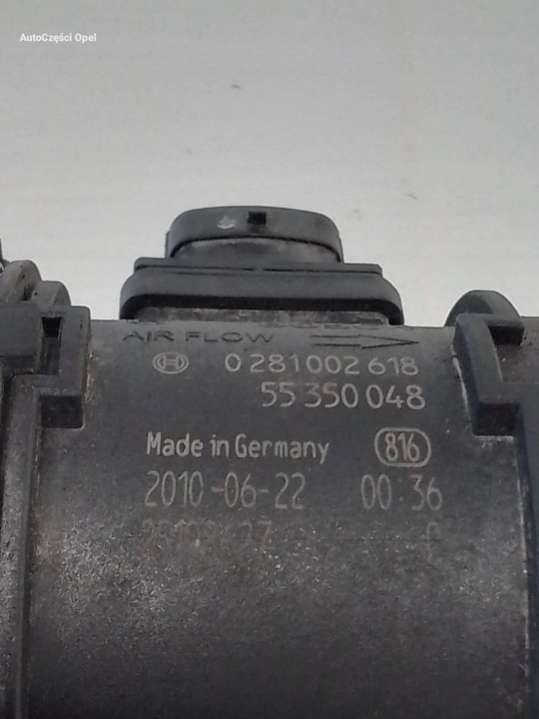 AutoCzęści Opel
AIR FLOW
0 281 002 618
55 350 048
Made in Germany 816
2010-06-22 00:36